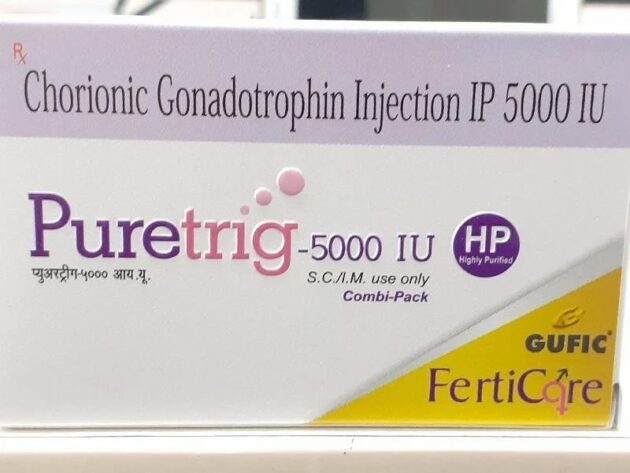 Rx
Chorionic Gonadotrophin Injection IP 5000 IU
Puretrig-5000 IU
HP
Highly Purified
प्युअरट्रीग-५००० आय.यू.
S.C./I.M. use only
Combi-Pack
GUFIC
FertiCare